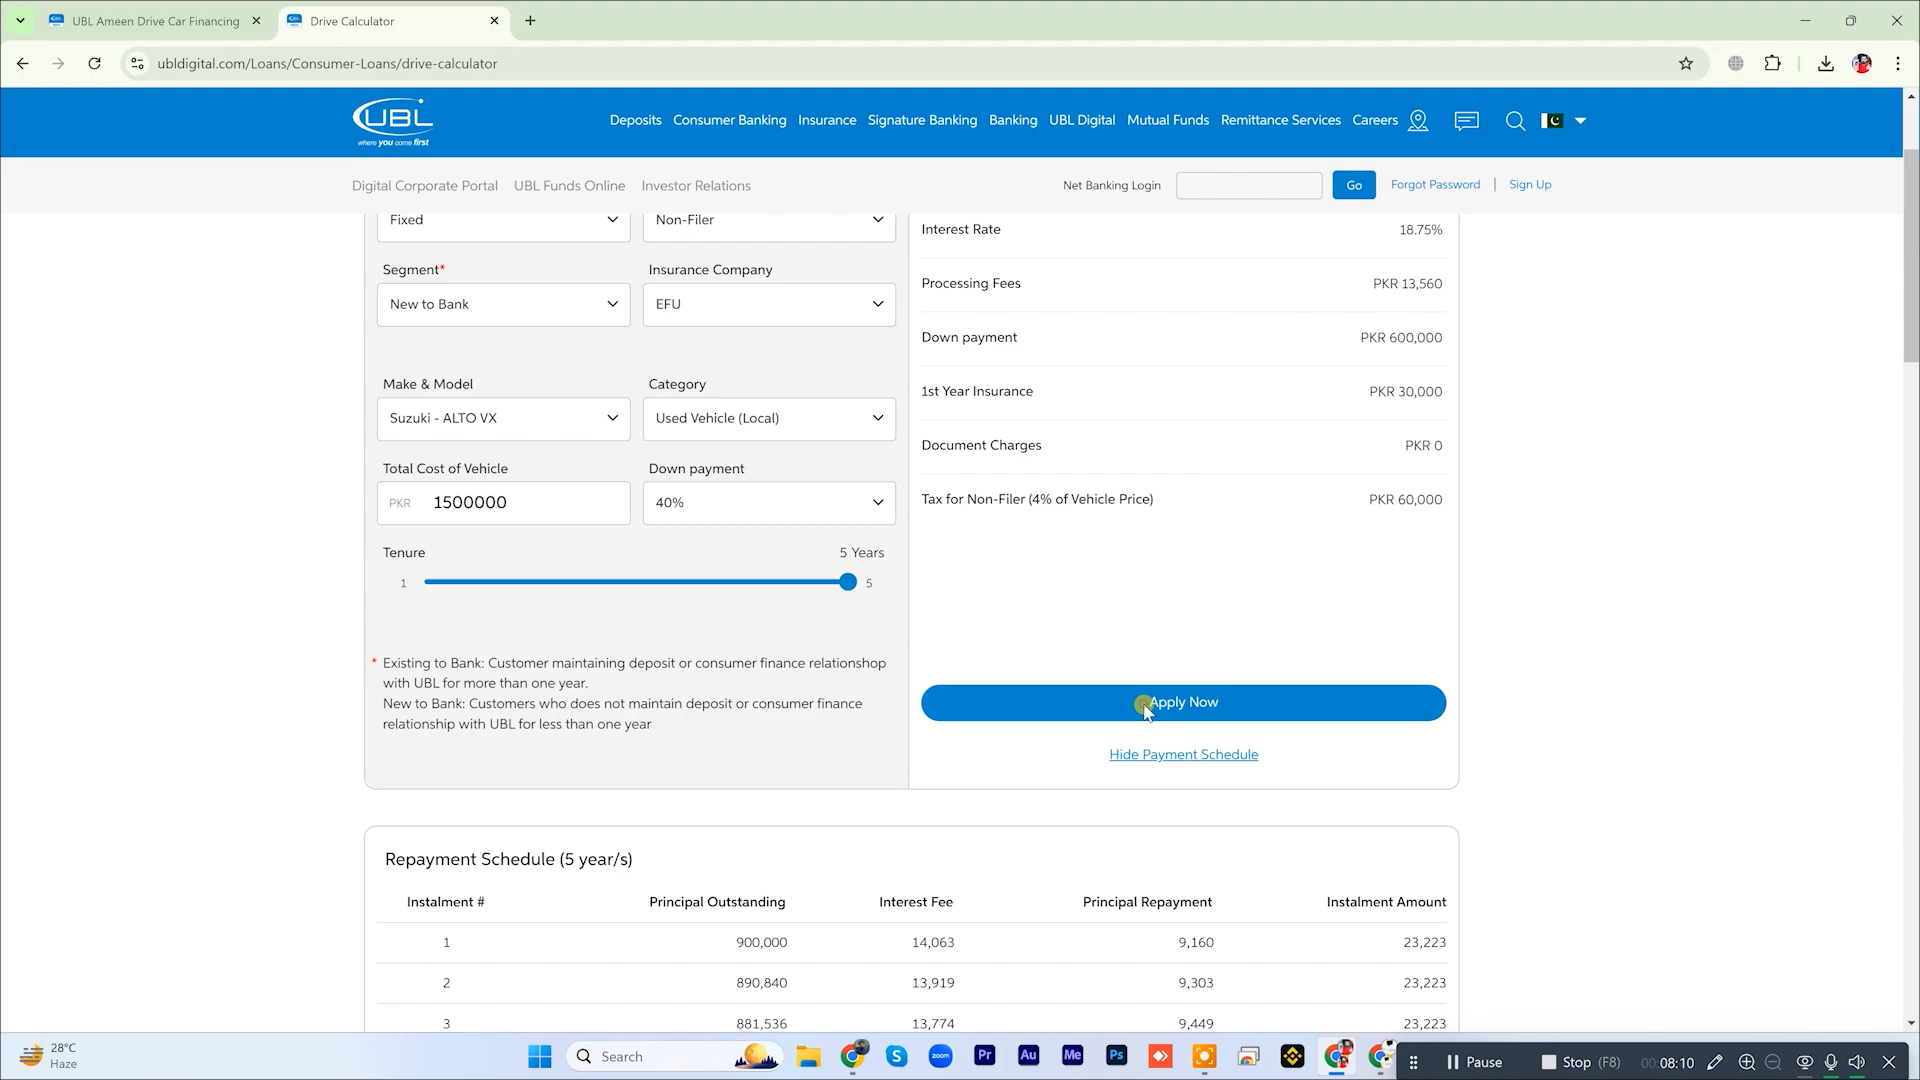 UBL Ameen Drive Car Financing
Drive Calculator
ubldigital.com/Loans/Consumer-Loans/drive-calculator
UBL
where you come first
Deposits Consumer Banking Insurance Signature Banking Banking UBL Digital Mutual Funds Remittance Services Careers
Digital Corporate Portal UBL Funds Online Investor Relations
Net Banking Login Go Forgot Password | Sign Up
Fixed Non-Filer
Segment* Insurance Company
New to Bank EFU
Make & Model Category
Suzuki - ALTO VX Used Vehicle (Local)
Total Cost of Vehicle Down payment
PKR 1500000 40%
Tenure 5 Years
1 5
* Existing to Bank: Customer maintaining deposit or consumer finance relationshop
with UBL for more than one year.
New to Bank: Customers who does not maintain deposit or consumer finance
relationship with UBL for less than one year
Interest Rate 18.75%
Processing Fees PKR 13,560
Down payment PKR 600,000
1st Year Insurance PKR 30,000
Document Charges PKR 0
Tax for Non-Filer (4% of Vehicle Price) PKR 60,000
Apply Now
Hide Payment Schedule
Repayment Schedule (5 year/s)
Instalment # Principal Outstanding Interest Fee Principal Repayment Instalment Amount
1 900,000 14,063 9,160 23,223
2 890,840 13,919 9,303 23,223
3 881,536 13,774 9,449 23,223
28°C
Haze
Search
zoom
Pr
Au
Me
Ps
Pause
Stop (F8)
00:08:10